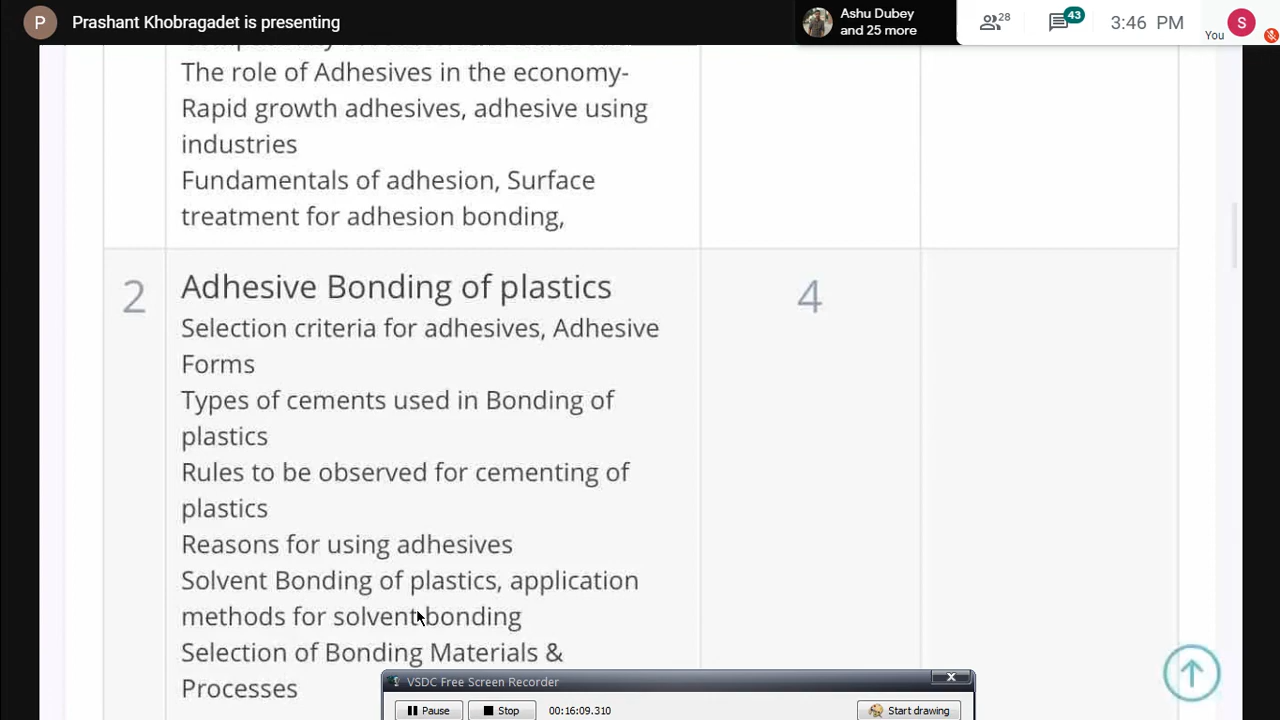 P
Prashant Khobragadet is presenting
Ashu Dubey
and 25 more
28
43
3:46 PM
You
S
The role of Adhesives in the economy-
Rapid growth adhesives, adhesive using
industries
Fundamentals of adhesion, Surface
treatment for adhesion bonding,
2
Adhesive Bonding of plastics
4
Selection criteria for adhesives, Adhesive
Forms
Types of cements used in Bonding of
plastics
Rules to be observed for cementing of
plastics
Reasons for using adhesives
Solvent Bonding of plastics, application
methods for solvent bonding
Selection of Bonding Materials &
Processes
VSDC Free Screen Recorder
Pause
Stop
00:16:09.310
Start drawing